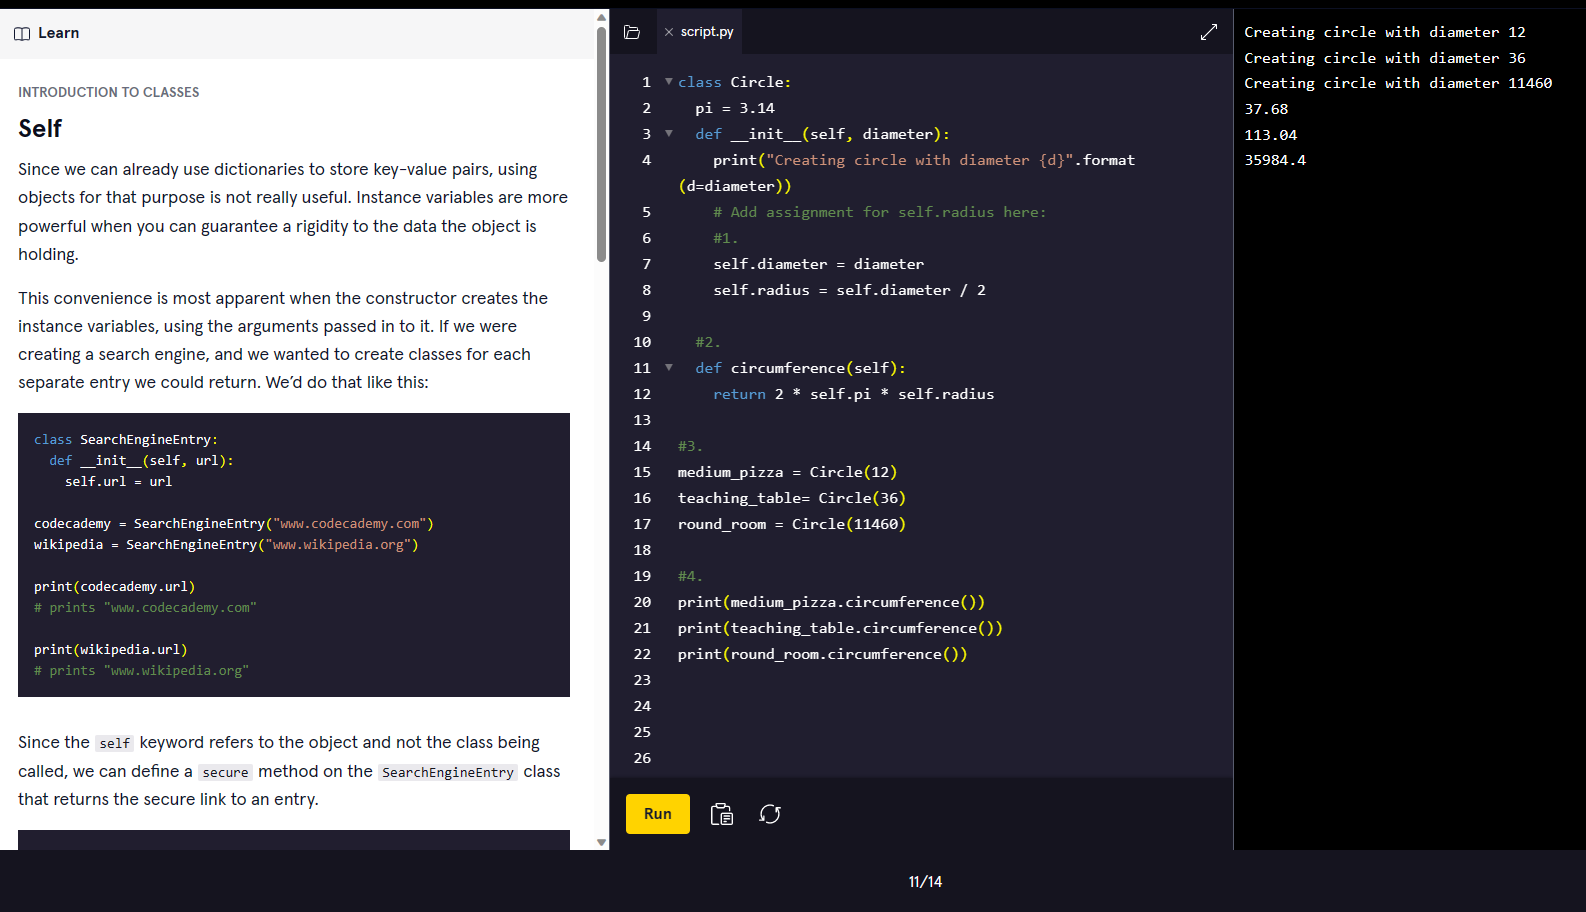 Learn
INTRODUCTION TO CLASSES
Self
Since we can already use dictionaries to store key-value pairs, using
objects for that purpose is not really useful. Instance variables are more
powerful when you can guarantee a rigidity to the data the object is
holding.
This convenience is most apparent when the constructor creates the
instance variables, using the arguments passed in to it. If we were
creating a search engine, and we wanted to create classes for each
separate entry we could return. We’d do that like this:
class SearchEngineEntry:
  def __init__(self, url):
    self.url = url
codecademy = SearchEngineEntry("www.codecademy.com")
wikipedia = SearchEngineEntry("www.wikipedia.org")
print(codecademy.url)
# prints "www.codecademy.com"
print(wikipedia.url)
# prints "www.wikipedia.org"
Since the self keyword refers to the object and not the class being
called, we can define a secure method on the SearchEngineEntry class
that returns the secure link to an entry.
script.py
1 class Circle:
2   pi = 3.14
3   def __init__(self, diameter):
4     print("Creating circle with diameter {d}".format
(d=diameter))
5     # Add assignment for self.radius here:
6     #1.
7     self.diameter = diameter
8     self.radius = self.diameter / 2
9
10   #2.
11   def circumference(self):
12     return 2 * self.pi * self.radius
13
14 #3.
15 medium_pizza = Circle(12)
16 teaching_table= Circle(36)
17 round_room = Circle(11460)
18
19 #4.
20 print(medium_pizza.circumference())
21 print(teaching_table.circumference())
22 print(round_room.circumference())
23
24
25
26
Run
Creating circle with diameter 12
Creating circle with diameter 36
Creating circle with diameter 11460
37.68
113.04
35984.4
11/14